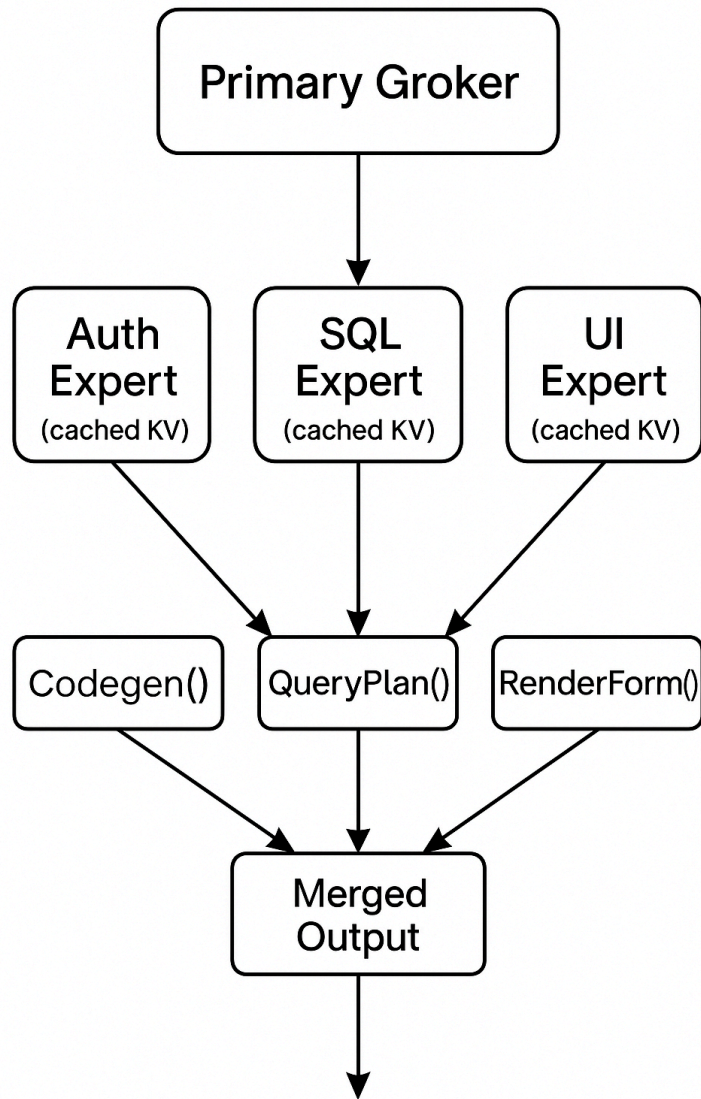 Primary Groker
Auth
Expert
(cached KV)
SQL
Expert
(cached KV)
UI
Expert
(cached KV)
Codegen()
QueryPlan()
RenderForm()
Merged
Output